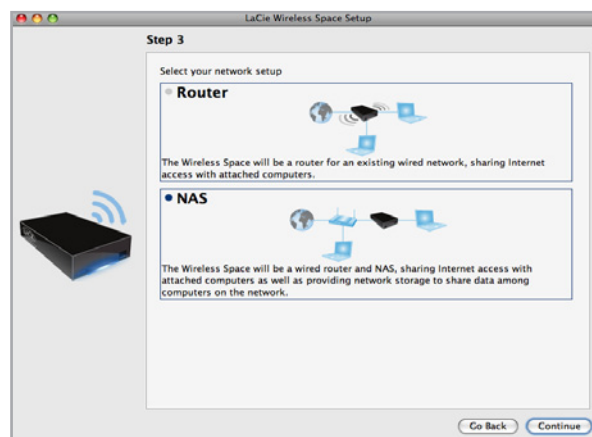 LaCie Wireless Space Setup
Step 3
Select your network setup
Router
The Wireless Space will be a router for an existing wired network, sharing Internet
access with attached computers.
NAS
The Wireless Space will be a wired router and NAS, sharing Internet access with
attached computers as well as providing network storage to share data among
computers on the network.
Go Back Continue